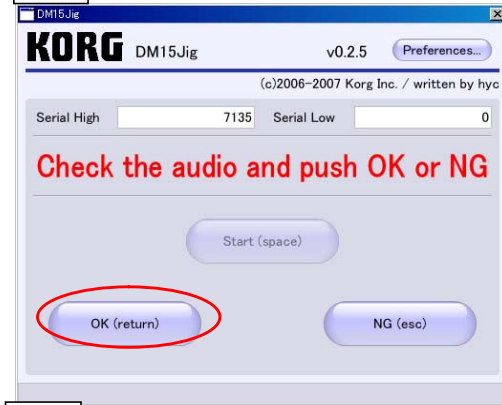 DM15Jig
KORG DM15Jig v0.2.5 Preferences...
(c)2006-2007 Korg Inc. / written by hyc
Serial High 7135 Serial Low 0
Check the audio and push OK or NG
Start (space)
OK (return) NG (esc)